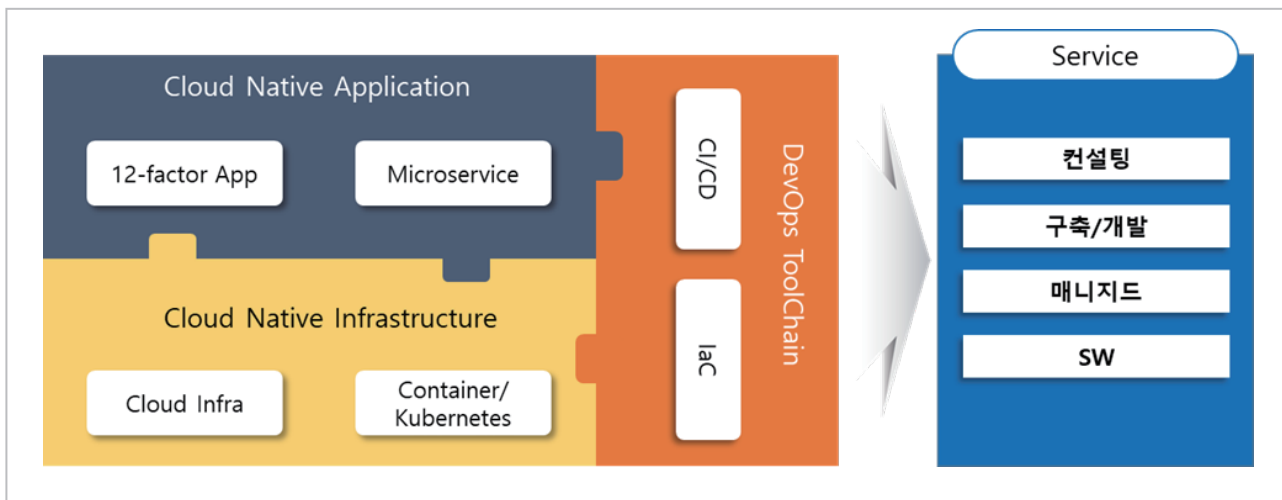 Cloud Native Application
12-factor App
Microservice
Cloud Native Infrastructure
Cloud Infra
Container/
Kubernetes
CI/CD
IaC
DevOps ToolChain
Service
컨설팅
구축/개발
매니지드
SW